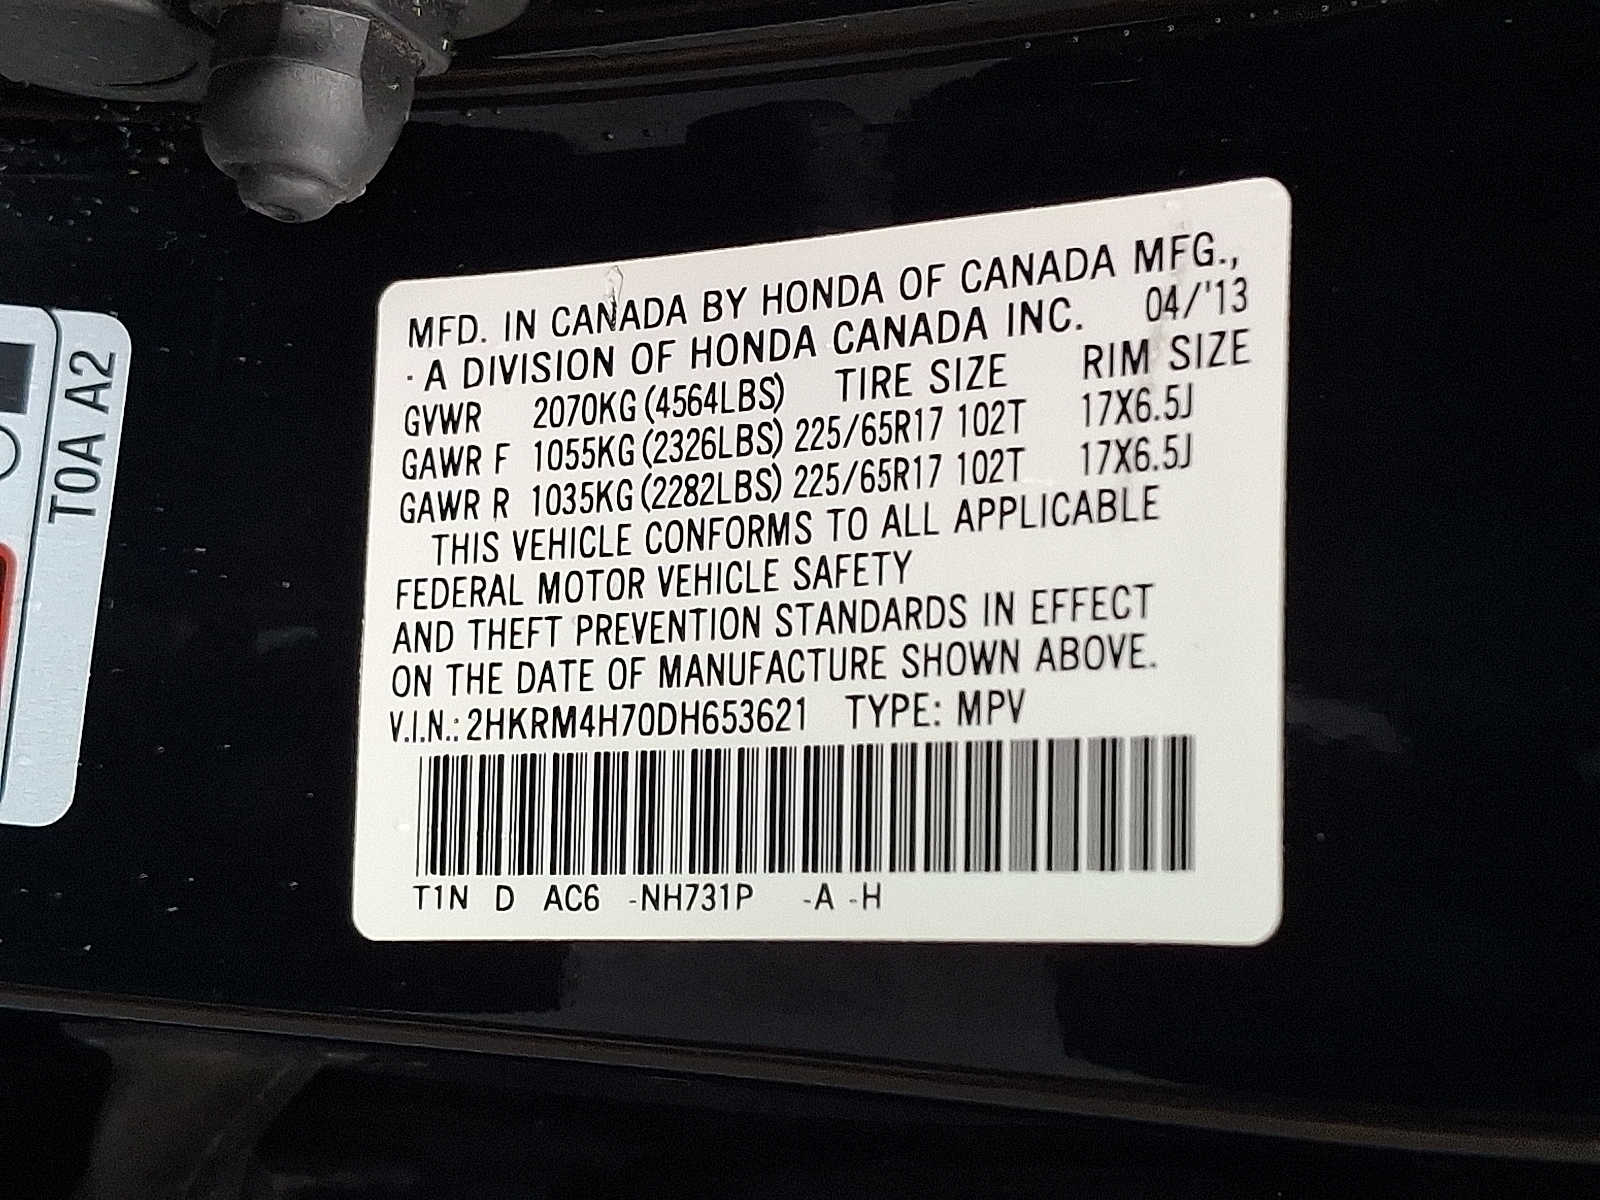 MFD. IN CANADA BY HONDA OF CANADA MFG.,
· A DIVISION OF HONDA CANADA INC. 04/'13
GVWR 2070KG (4564LBS) TIRE SIZE RIM SIZE
GAWR F 1055KG (2326LBS) 225/65R17 102T 17X6.5J
GAWR R 1035KG (2282LBS) 225/65R17 102T 17X6.5J
THIS VEHICLE CONFORMS TO ALL APPLICABLE
FEDERAL MOTOR VEHICLE SAFETY
AND THEFT PREVENTION STANDARDS IN EFFECT
ON THE DATE OF MANUFACTURE SHOWN ABOVE.
V.I.N.: 2HKRM4H70DH653621 TYPE: MPV
T1N D AC6 -NH731P -A -H
T0A A2